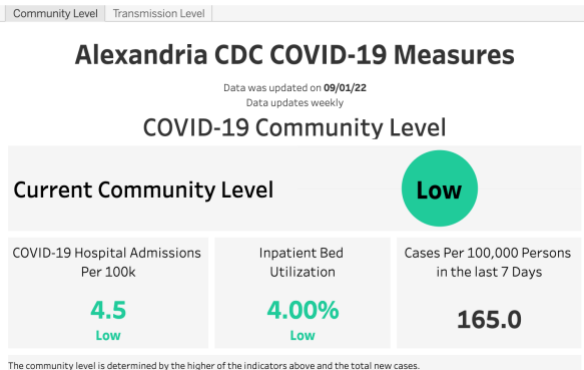 Community Level Transmission Level
Alexandria CDC COVID-19 Measures
Data was updated on 09/01/22
Data updates weekly
COVID-19 Community Level
Current Community Level Low
COVID-19 Hospital Admissions
Per 100k
4.5
Low
Inpatient Bed
Utilization
4.00%
Low
Cases Per 100,000 Persons
in the last 7 Days
165.0
The community level is determined by the higher of the indicators above and the total new cases.